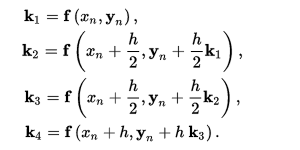 k₁ = f (xₙ, yₙ) ,
k₂ = f (xₙ + h/2, yₙ + h/2 k₁) ,
k₃ = f (xₙ + h/2, yₙ + h/2 k₂) ,
k₄ = f (xₙ + h, yₙ + h k₃) .